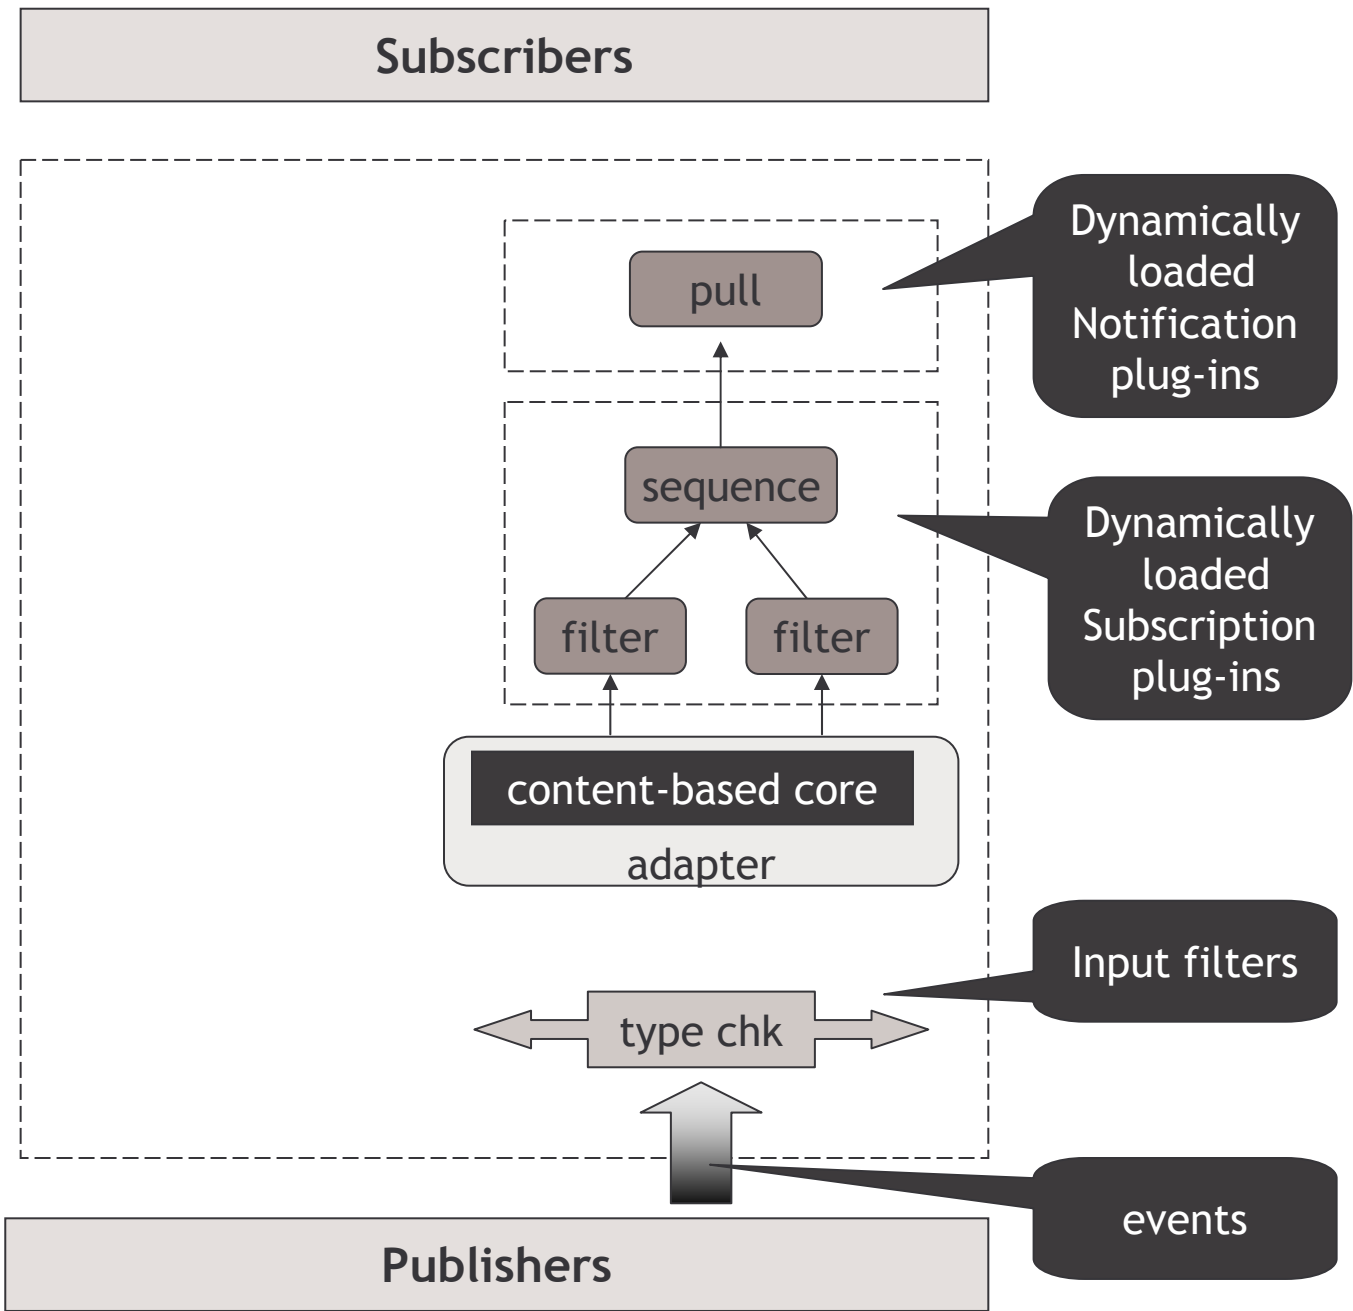 Subscribers
pull
Dynamically
loaded
Notification
plug-ins
sequence
filter
filter
Dynamically
loaded
Subscription
plug-ins
content-based core
adapter
Input filters
type chk
events
Publishers